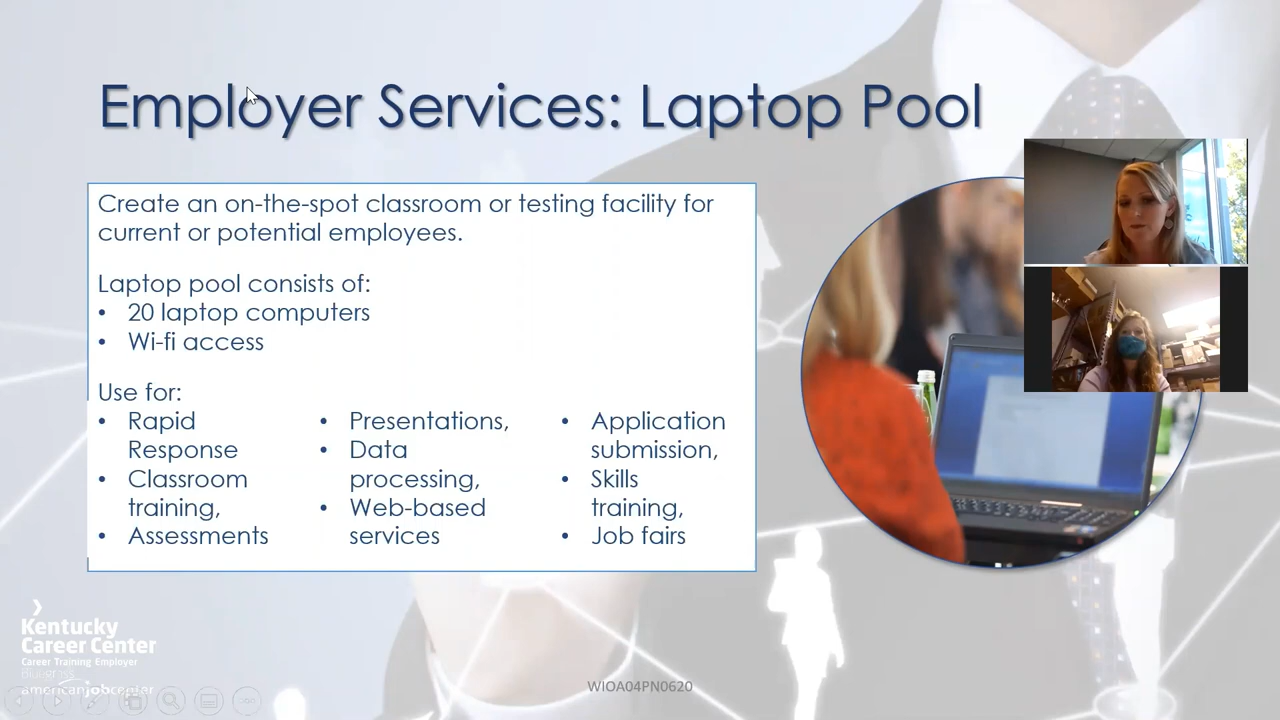 Employer Services: Laptop Pool
Create an on-the-spot classroom or testing facility for
current or potential employees.
Laptop pool consists of:
• 20 laptop computers
• Wi-fi access
Use for:
• Rapid
Response
• Classroom
training,
• Assessments
• Presentations,
• Data
processing,
• Web-based
services
• Application
submission,
• Skills
training,
• Job fairs
Kentucky
Career Center
Career Training Employer
bluegrass
americanjobcenter
WIOA04PN0620